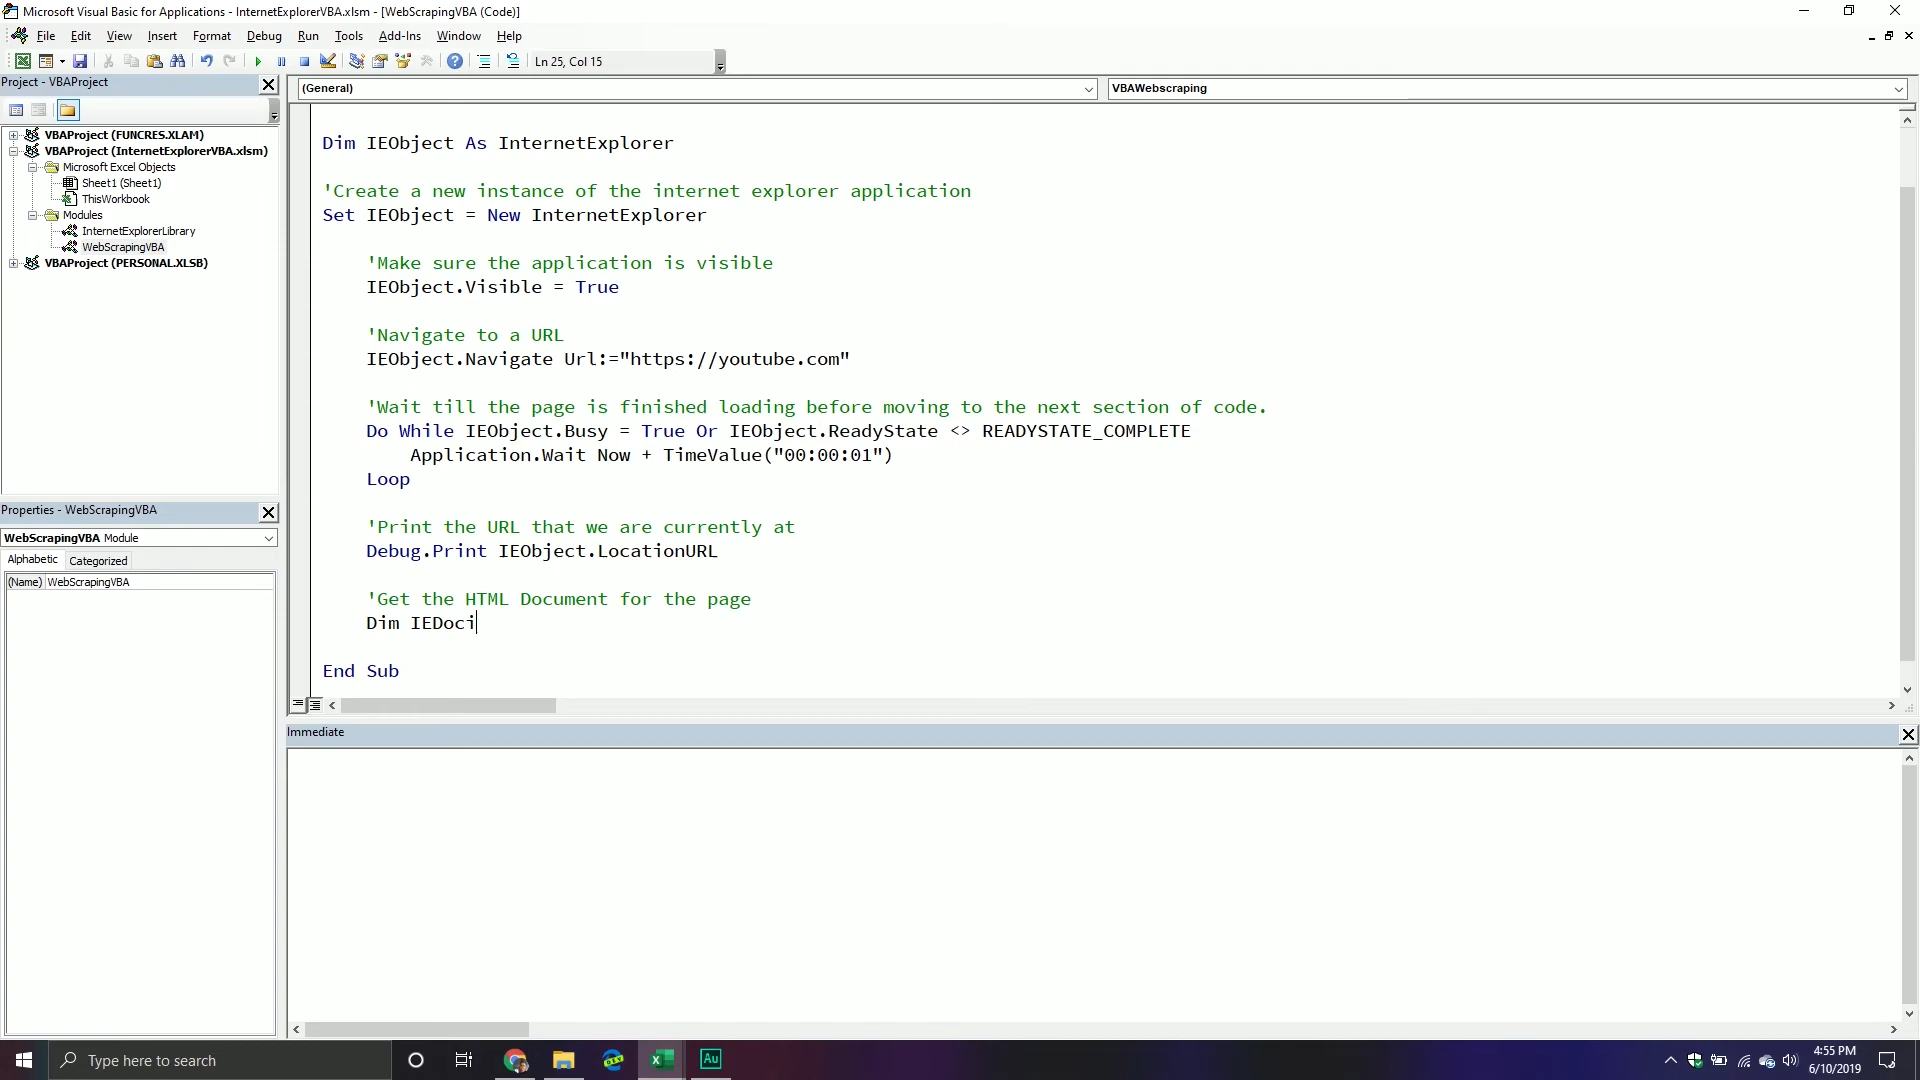 Microsoft Visual Basic for Applications - InternetExplorerVBA.xlsm - [WebScrapingVBA (Code)]
File Edit View Insert Format Debug Run Tools Add-Ins Window Help
Ln 25, Col 15
Project - VBAProject
(General)
VBAWebscraping
VBAProject (FUNCRES.XLAM)
VBAProject (InternetExplorerVBA.xlsm)
Microsoft Excel Objects
Sheet1 (Sheet1)
ThisWorkbook
Modules
InternetExplorerLibrary
WebScrapingVBA
VBAProject (PERSONAL.XLSB)
Properties - WebScrapingVBA
WebScrapingVBA Module
Alphabetic Categorized
(Name) WebScrapingVBA
Dim IEObject As InternetExplorer
'Create a new instance of the internet explorer application
Set IEObject = New InternetExplorer
'Make sure the application is visible
IEObject.Visible = True
'Navigate to a URL
IEObject.Navigate Url:="https://youtube.com"
'Wait till the page is finished loading before moving to the next section of code.
Do While IEObject.Busy = True Or IEObject.ReadyState <> READYSTATE_COMPLETE
Application.Wait Now + TimeValue("00:00:01")
Loop
'Print the URL that we are currently at
Debug.Print IEObject.LocationURL
'Get the HTML Document for the page
Dim IEDoci
End Sub
Immediate
Type here to search
DEV
Au
4:55 PM
6/10/2019